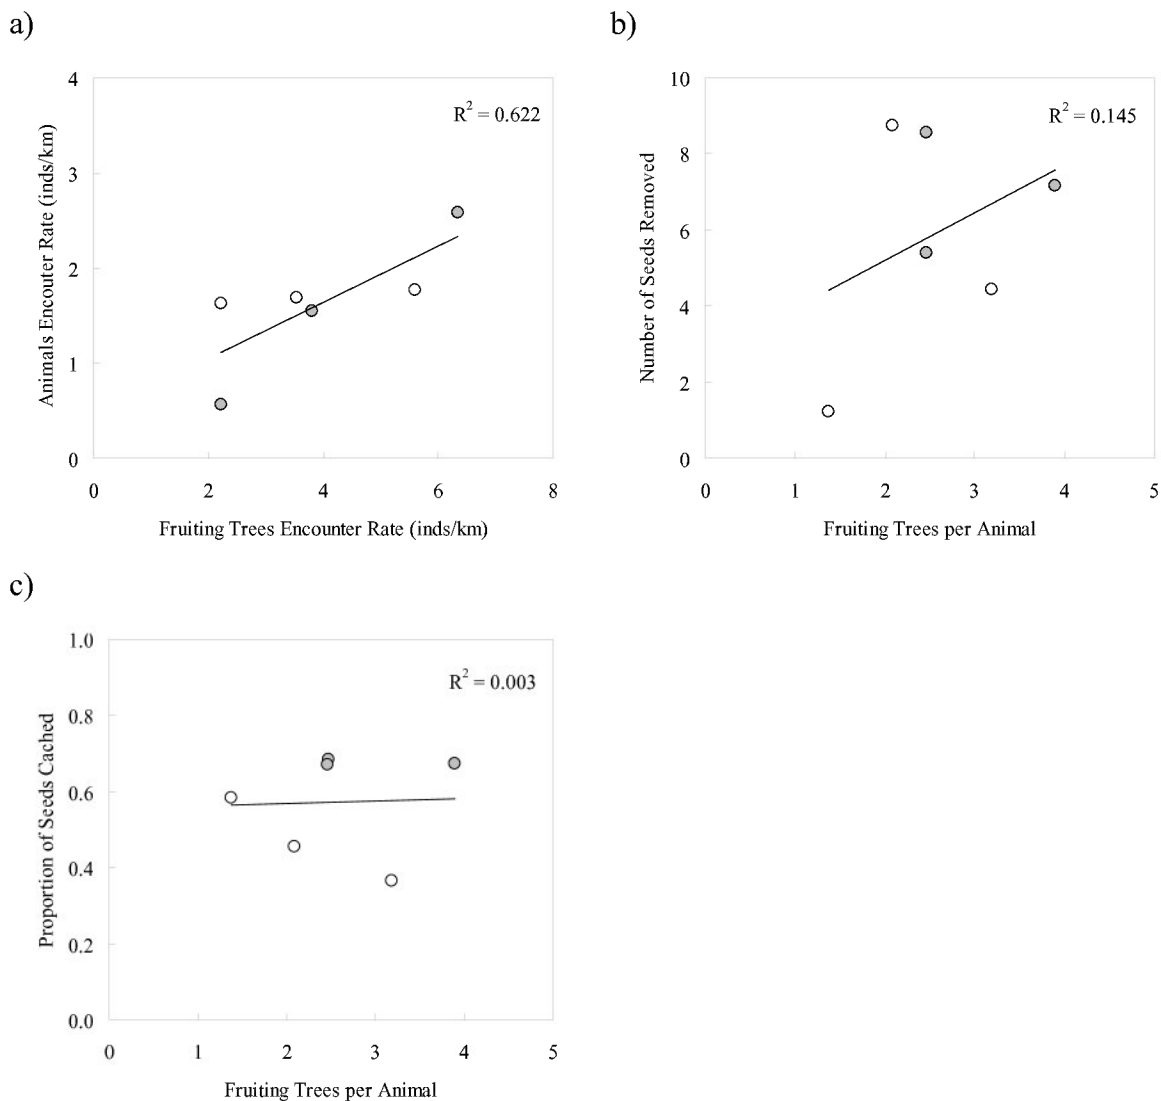 a)
4
3
2
1
0
Animals Encouter Rate (inds/km)
R² = 0.622
0 2 4 6 8
Fruiting Trees Encounter Rate (inds/km)
b)
10
8
6
4
2
0
Number of Seeds Removed
R² = 0.145
0 1 2 3 4 5
Fruiting Trees per Animal
c)
1.0
0.8
0.6
0.4
0.2
0.0
Proportion of Seeds Cached
R² = 0.003
0 1 2 3 4 5
Fruiting Trees per Animal